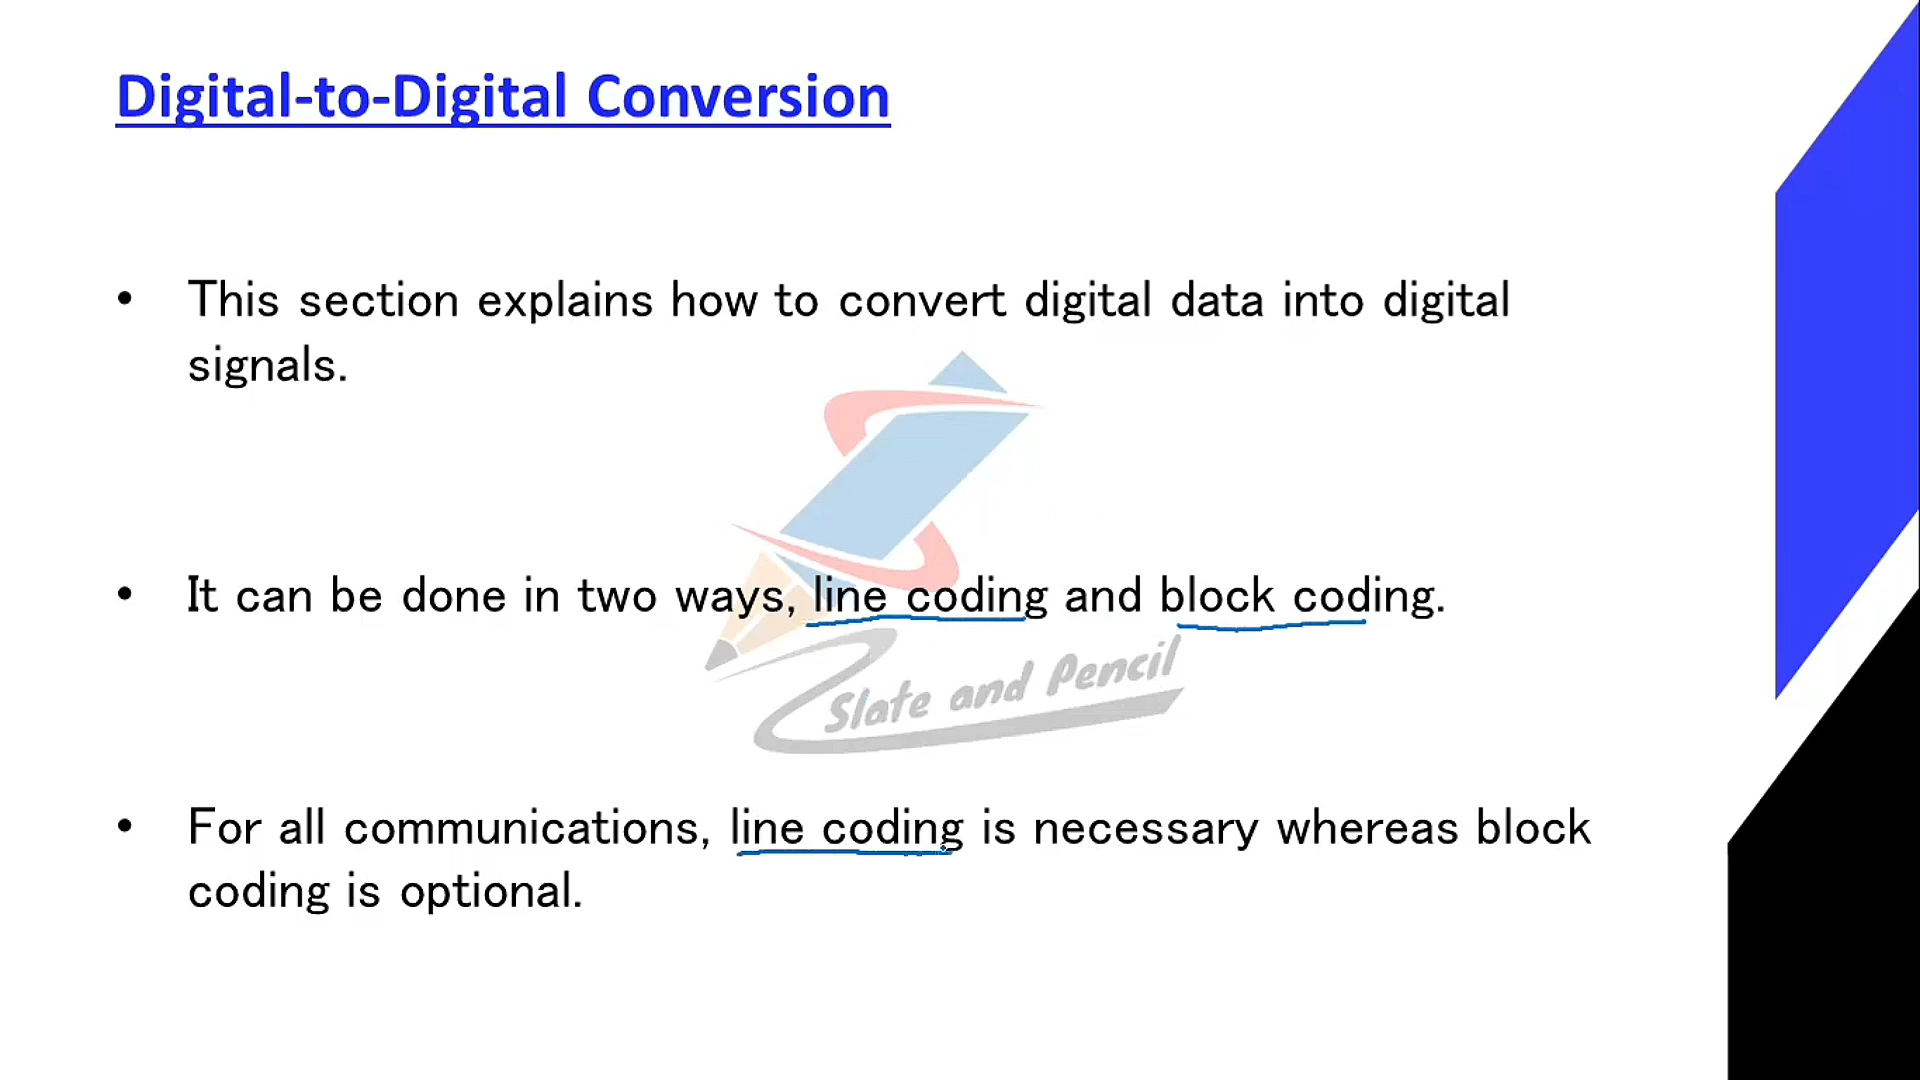 Digital-to-Digital Conversion
• This section explains how to convert digital data into digital
signals.
• It can be done in two ways, line coding and block coding.
Slate and Pencil
• For all communications, line coding is necessary whereas block
coding is optional.